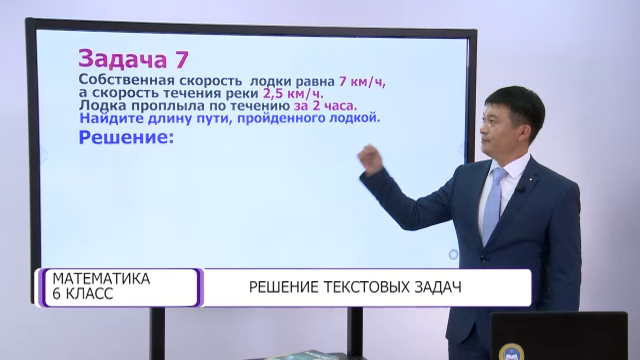 Задача 7
Собственная скорость лодки равна 7 км/ч,
а скорость течения реки 2,5 км/ч.
Лодка проплыла по течению за 2 часа.
Найдите длину пути, пройденного лодкой.
Решение:
МАТЕМАТИКА
6 КЛАСС
РЕШЕНИЕ ТЕКСТОВЫХ ЗАДАЧ